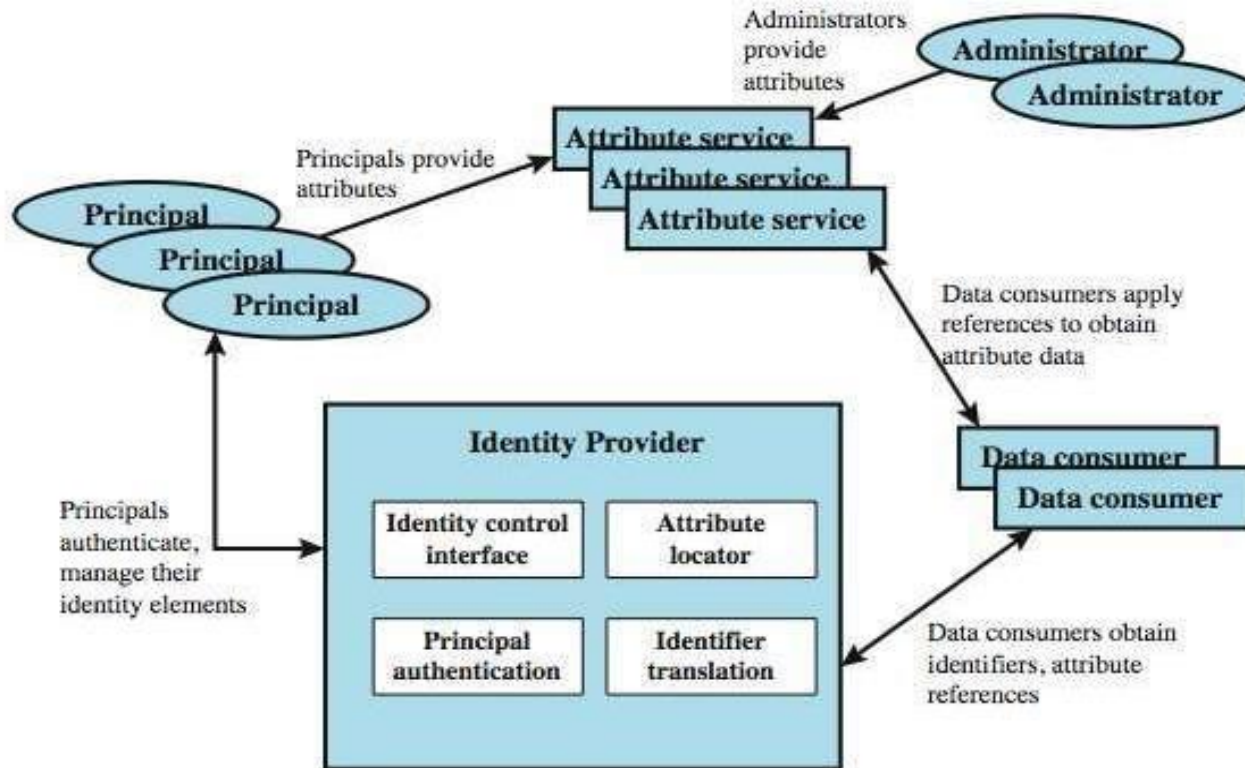 Administrators
provide
attributes
Administrator
Administrator
Attribute service
Attribute service
Attribute service
Principals provide
attributes
Principal
Principal
Principal
Data consumers apply
references to obtain
attribute data
Identity Provider
Data consumer
Data consumer
Principals
authenticate,
manage their
identity elements
Identity control
interface
Attribute
locator
Principal
authentication
Identifier
translation
Data consumers obtain
identifiers, attribute
references